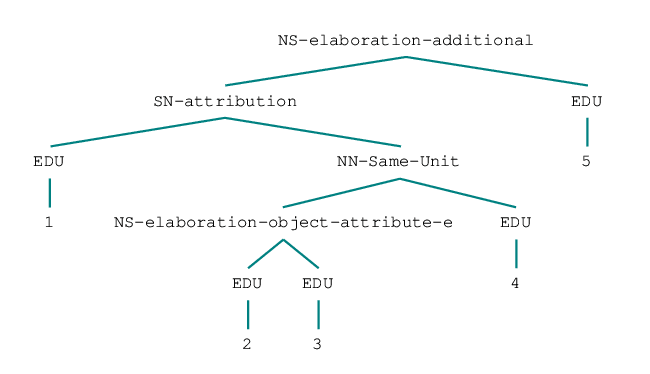 NS-elaboration-additional
SN-attribution EDU
EDU NN-Same-Unit 5
1 NS-elaboration-object-attribute-e EDU
EDU EDU 4
2 3